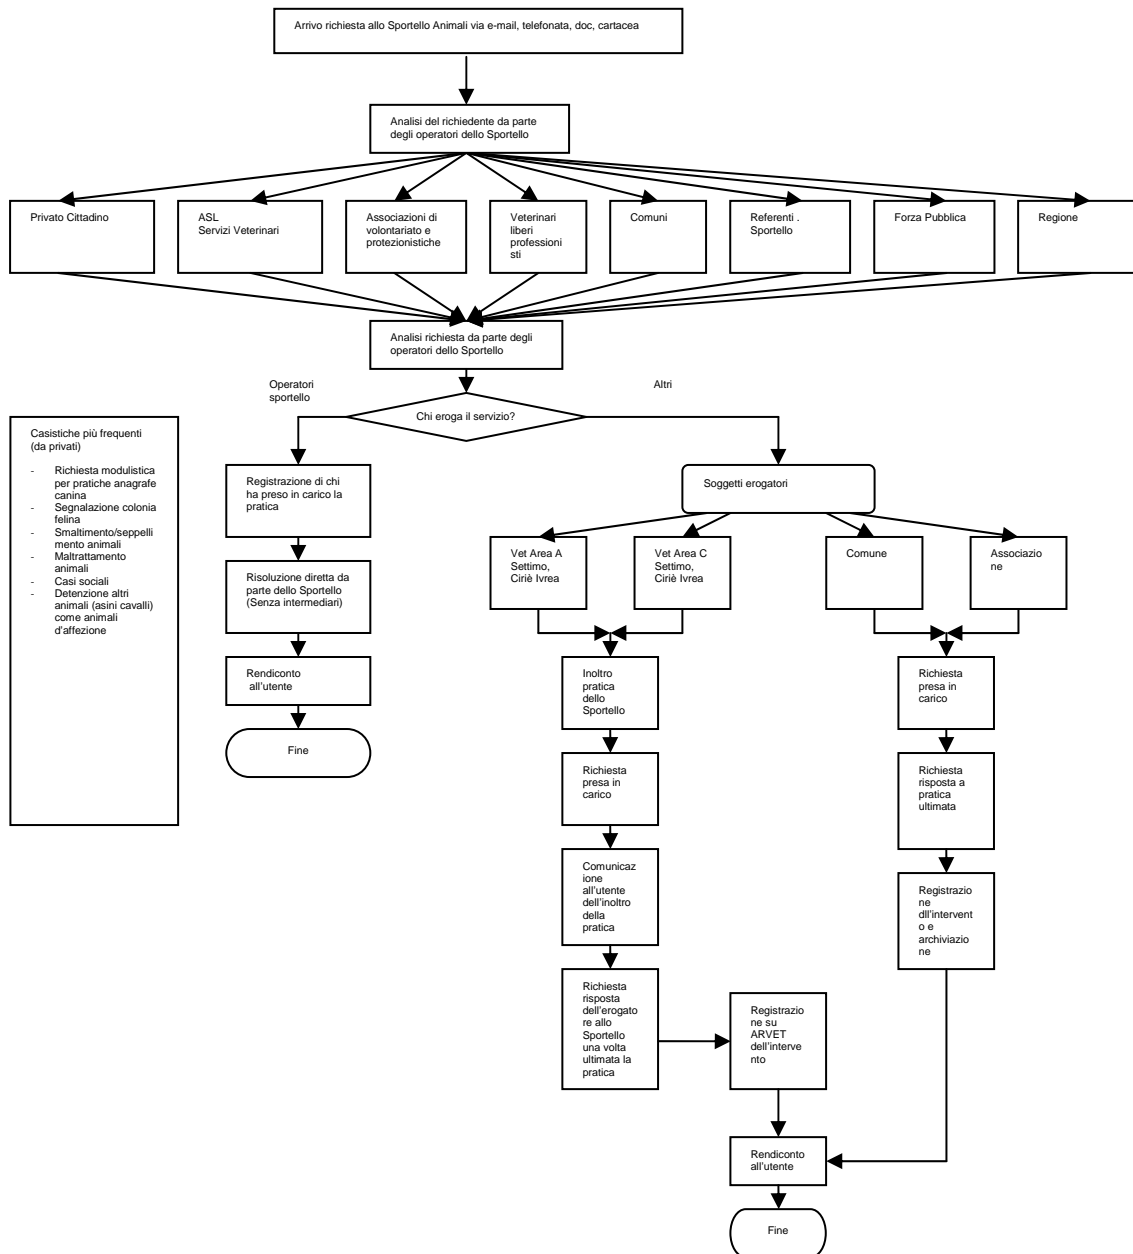 Arrivo richiesta allo Sportello Animali via e-mail, telefonata, doc, cartacea
Analisi del richiedente da parte
degli operatori dello Sportello
Privato Cittadino
ASL
Servizi Veterinari
Associazioni di
volontariato e
protezionistiche
Veterinari
liberi
professioni
sti
Comuni
Referenti .
Sportello
Forza Pubblica
Regione
Analisi richiesta da parte degli
operatori dello Sportello
Operatori
sportello
Altri
Chi eroga il servizio?
Casistiche più frequenti
(da privati)
- Richiesta modulistica
per pratiche anagrafe
canina
- Segnalazione colonia
felina
- Smaltimento/seppelli
mento animali
- Maltrattamento
animali
- Casi sociali
- Detenzione altri
animali (asini cavalli)
come animali
d'affezione
Registrazione di chi
ha preso in carico la
pratica
Risoluzione diretta da
parte dello Sportello
(Senza intermediari)
Rendiconto
all'utente
Fine
Soggetti erogatori
Vet Area A
Settimo,
Ciriè Ivrea
Vet Area C
Settimo,
Ciriè Ivrea
Comune
Associazio
ne
Inoltro
pratica
dello
Sportello
Richiesta
presa in
carico
Comunicaz
ione
all'utente
dell'inoltro
della
pratica
Richiesta
risposta
dell'erogato
re allo
Sportello
una volta
ultimata la
pratica
Registrazio
ne su
ARVET
dell'interve
nto
Richiesta
presa in
carico
Richiesta
risposta a
pratica
ultimata
Registrazio
ne
dll'intervent
o e
archiviazio
ne
Rendiconto
all'utente
Fine